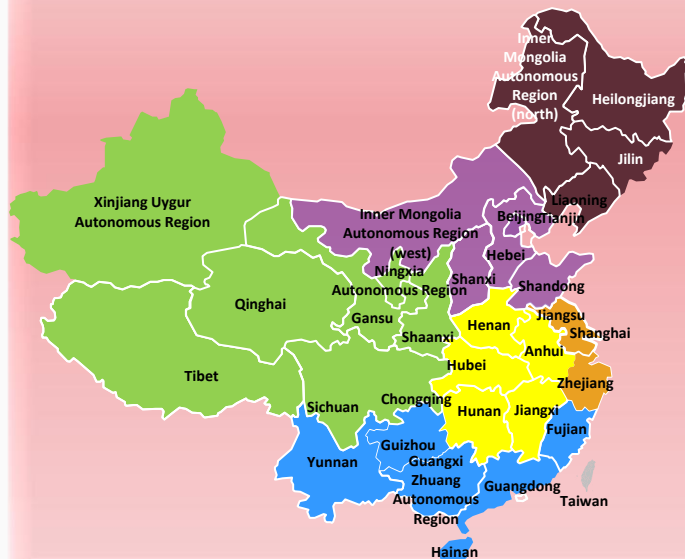 Inner
Mongolia
Autonomous
Region
(north)
Heilongjiang
Jilin
Liaoning
Xinjiang Uygur
Autonomous Region
Inner Mongolia
Autonomous Region
(west)
Beijing
Tianjin
Hebei
Ningxia
Autonomous Region
Shanxi
Shandong
Qinghai
Gansu
Shaanxi
Henan
Jiangsu
Shanghai
Anhui
Hubei
Tibet
Zhejiang
Sichuan
Chongqing
Hunan
Jiangxi
Fujian
Yunnan
Guizhou
Guangxi
Zhuang
Autonomous
Region
Guangdong
Taiwan
Hainan